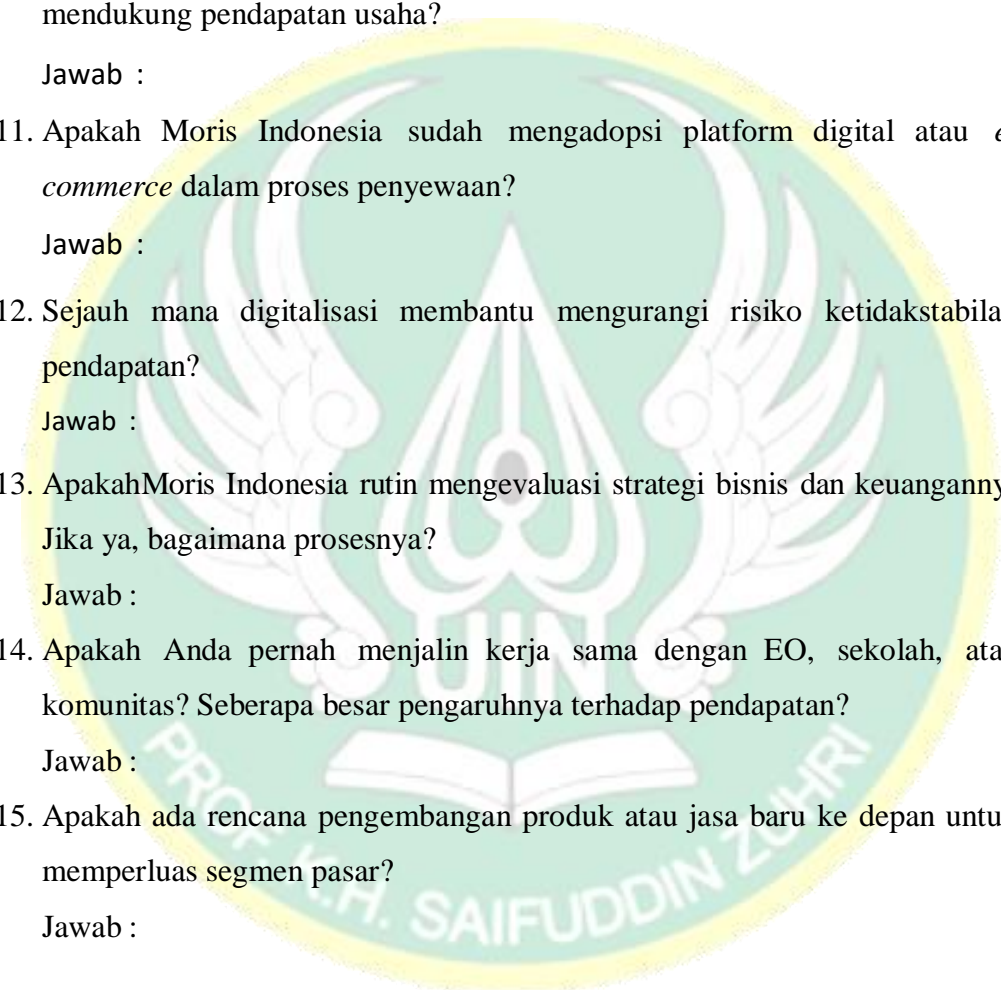 mendukung pendapatan usaha?
Jawab :
11. Apakah Moris Indonesia sudah mengadopsi platform digital atau e
commerce dalam proses penyewaan?
Jawab :
12. Sejauh mana digitalisasi membantu mengurangi risiko ketidakstabila
pendapatan?
Jawab :
13. ApakahMoris Indonesia rutin mengevaluasi strategi bisnis dan keuanganny
Jika ya, bagaimana prosesnya?
Jawab :
14. Apakah Anda pernah menjalin kerja sama dengan EO, sekolah, ata
komunitas? Seberapa besar pengaruhnya terhadap pendapatan?
Jawab :
15. Apakah ada rencana pengembangan produk atau jasa baru ke depan untu
memperluas segmen pasar?
Jawab :
UIN
PROF. K.H. SAIFUDDIN ZUHRI